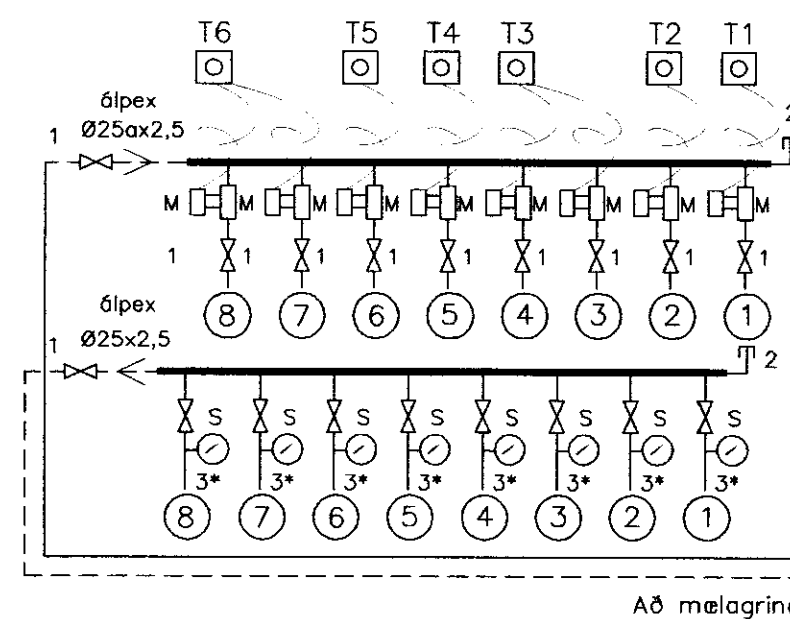 T6 T5 T4 T3 T2 T1
álpex
Ø25ax2,5
1 2
M M M M M M M M M
1 1 1 1 1 1 1 1 1
8 7 6 5 4 3 2 1
álpex
Ø25x2,5
1 2
S S S S S S S S
3* 3* 3* 3* 3* 3* 3* 3*
8 7 6 5 4 3 2 1
Að mælagrind